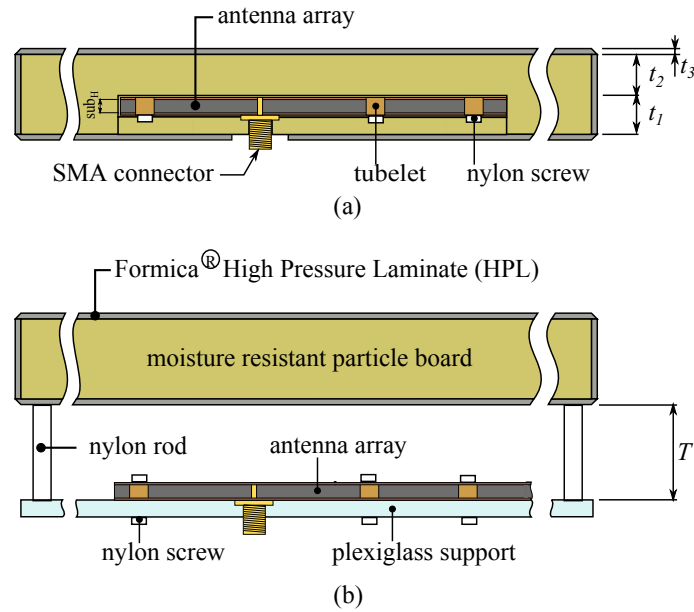 antenna array
t3
t2
subH
t1
SMA connector
tubelet
nylon screw
(a)
Formica® High Pressure Laminate (HPL)
moisture resistant particle board
nylon rod
antenna array
T
nylon screw
plexiglass support
(b)